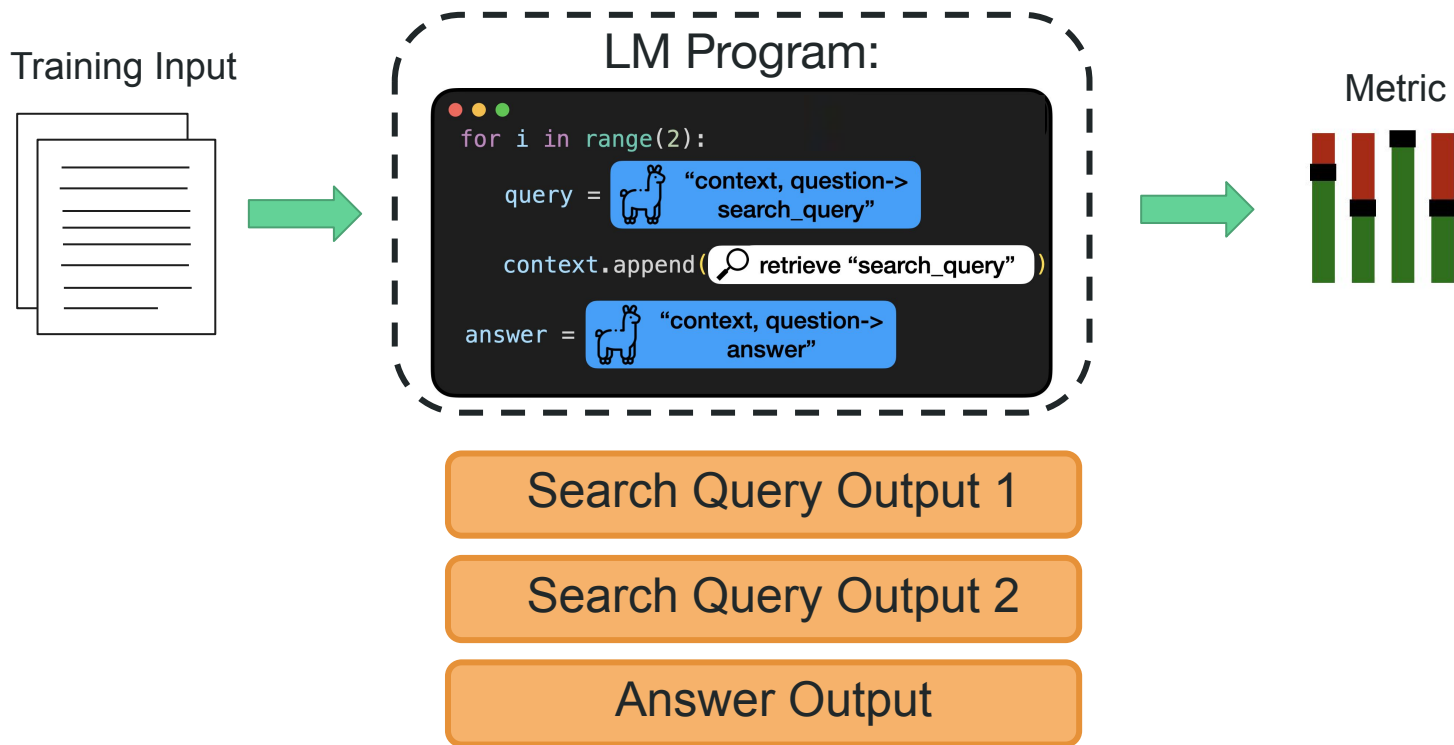 Training Input
LM Program:
for i in range(2):
query = “context, question->
search_query”
context.append( retrieve “search_query” )
answer = “context, question->
answer”
Metric
Search Query Output 1
Search Query Output 2
Answer Output